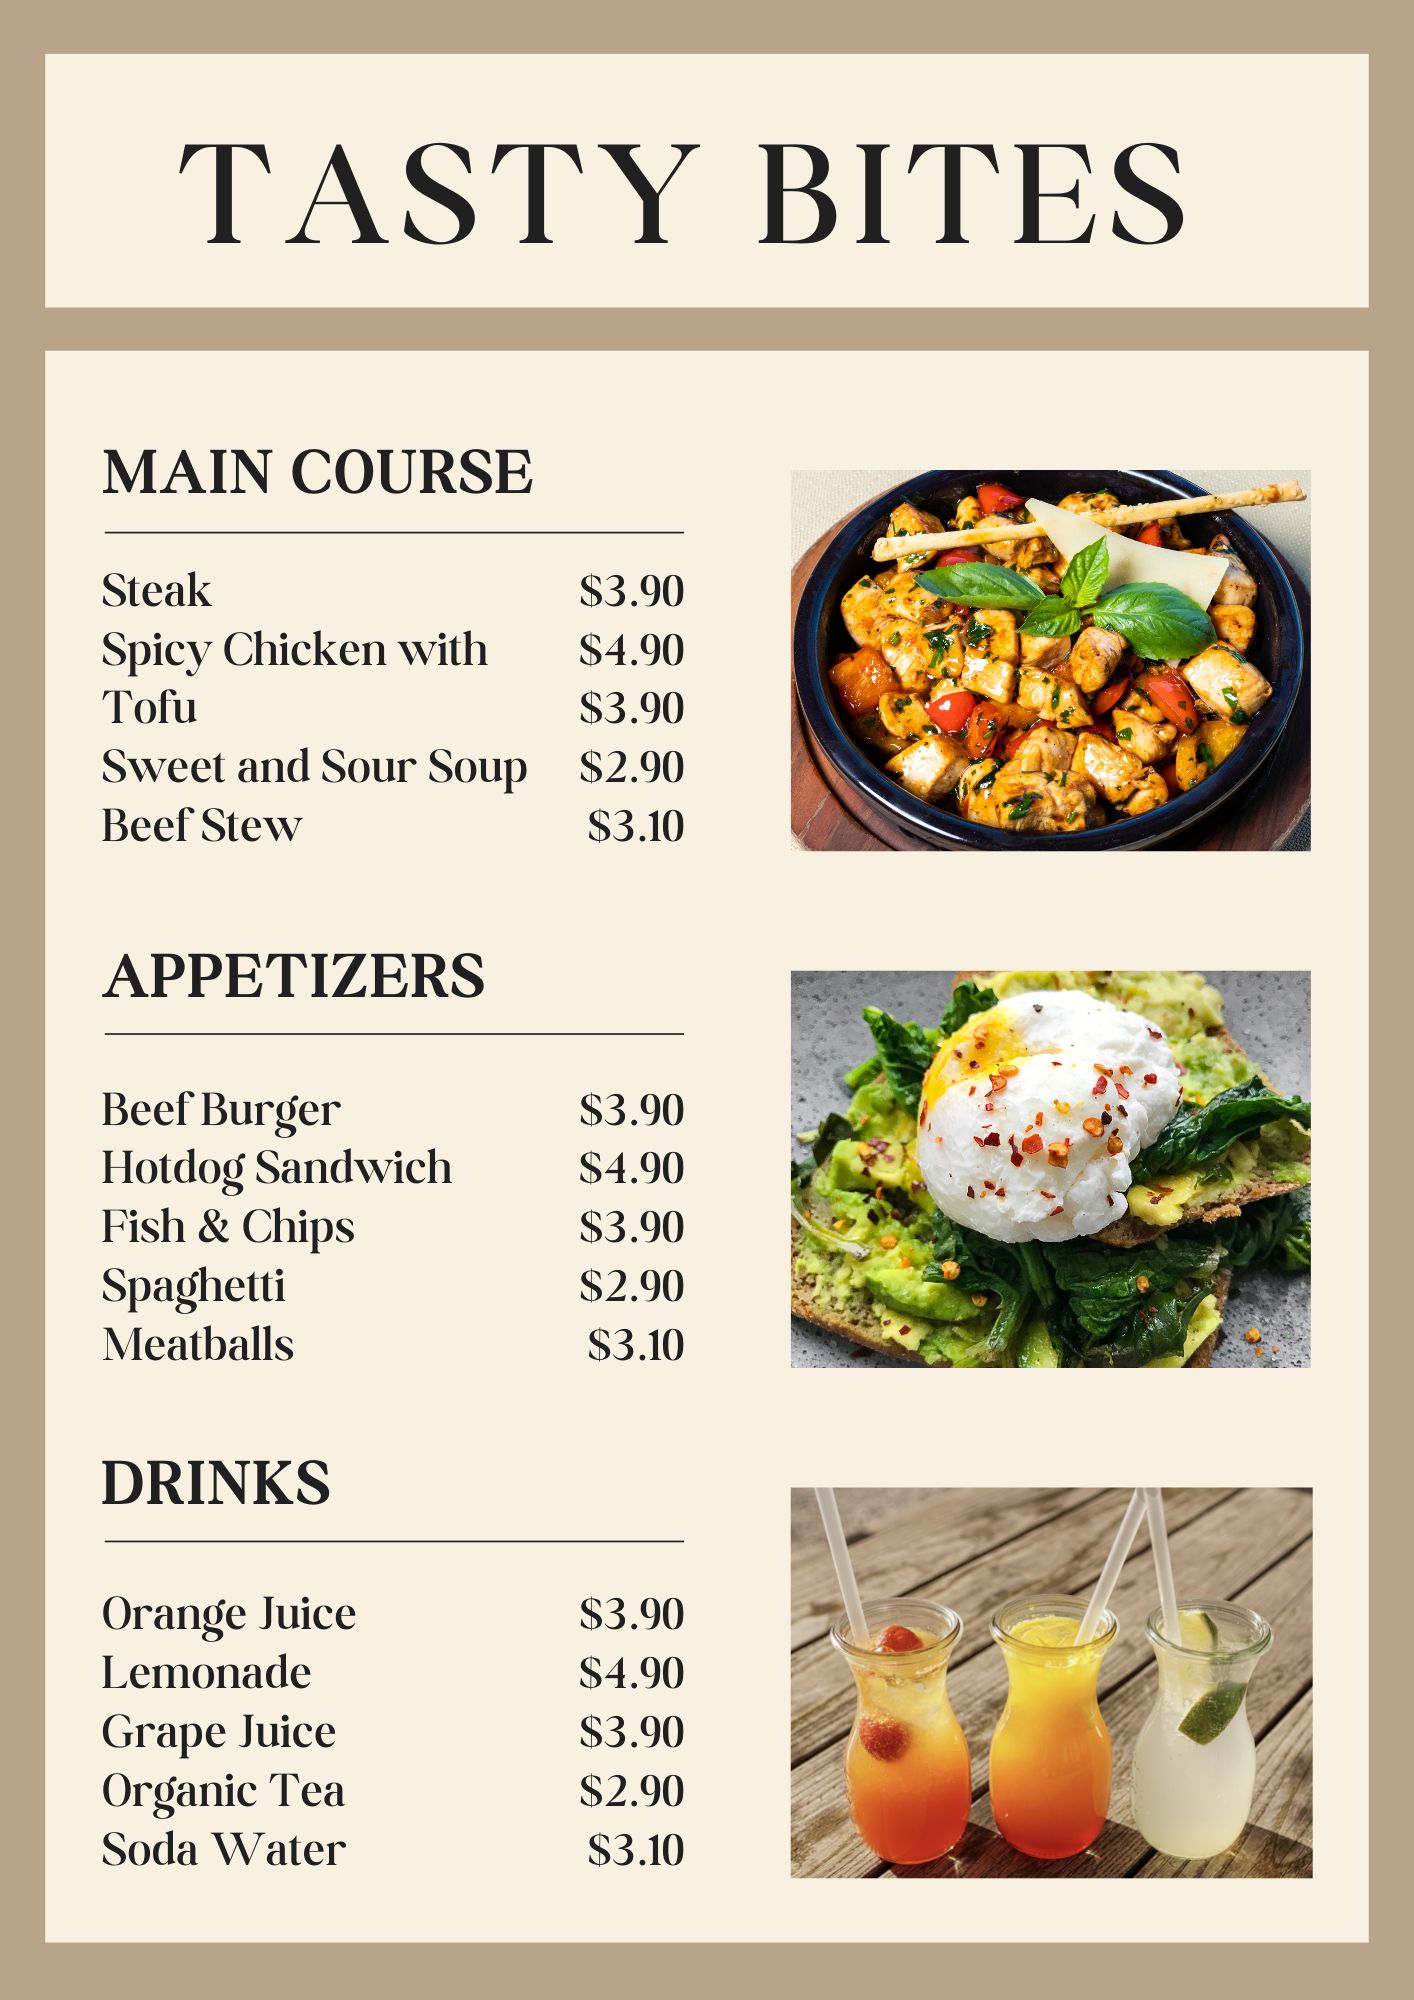 TASTY BITES
MAIN COURSE
Steak $3.90
Spicy Chicken with $4.90
Tofu $3.90
Sweet and Sour Soup $2.90
Beef Stew $3.10
APPETIZERS
Beef Burger $3.90
Hotdog Sandwich $4.90
Fish & Chips $3.90
Spaghetti $2.90
Meatballs $3.10
DRINKS
Orange Juice $3.90
Lemonade $4.90
Grape Juice $3.90
Organic Tea $2.90
Soda Water $3.10